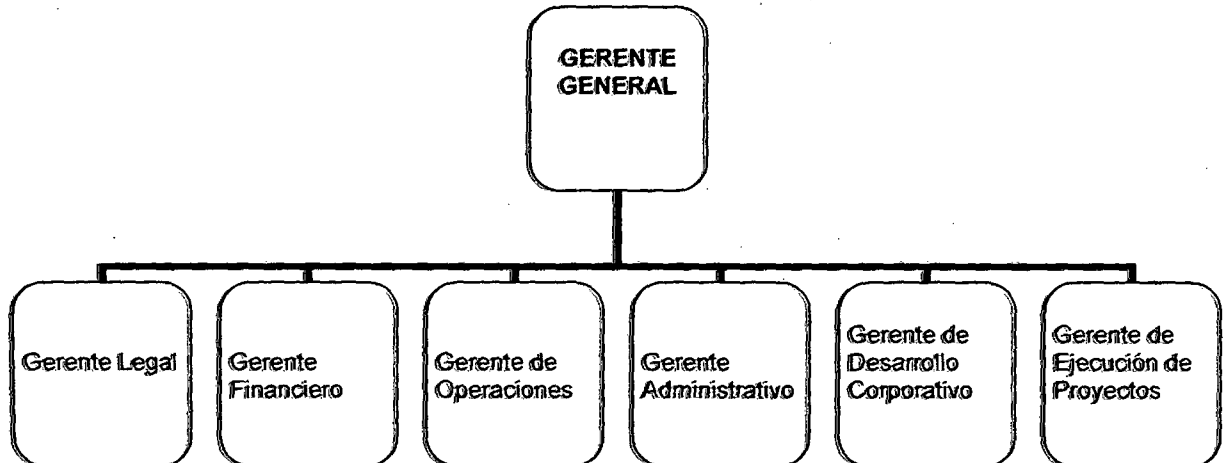 GERENTE
GENERAL
Gerente Legal
Gerente
Financiero
Gerente de
Operaciones
Gerente
Administrativo
Gerente de
Desarrollo
Corporativo
Gerente de
Ejecución de
Proyectos